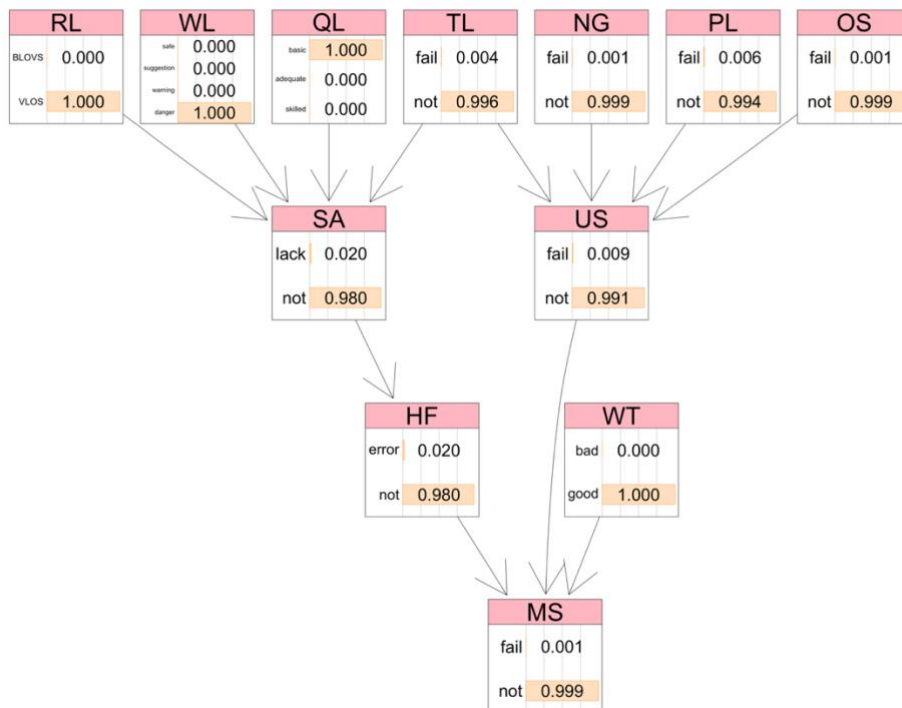 RL
BLOVS 0.000
VLOS 1.000
WL
safe 0.000
suggestion 0.000
warning 0.000
danger 1.000
QL
basic 1.000
adequate 0.000
skilled 0.000
TL
fail 0.004
not 0.996
NG
fail 0.001
not 0.999
PL
fail 0.006
not 0.994
OS
fail 0.001
not 0.999
SA
lack 0.020
not 0.980
US
fail 0.009
not 0.991
HF
error 0.020
not 0.980
WT
bad 0.000
good 1.000
MS
fail 0.001
not 0.999